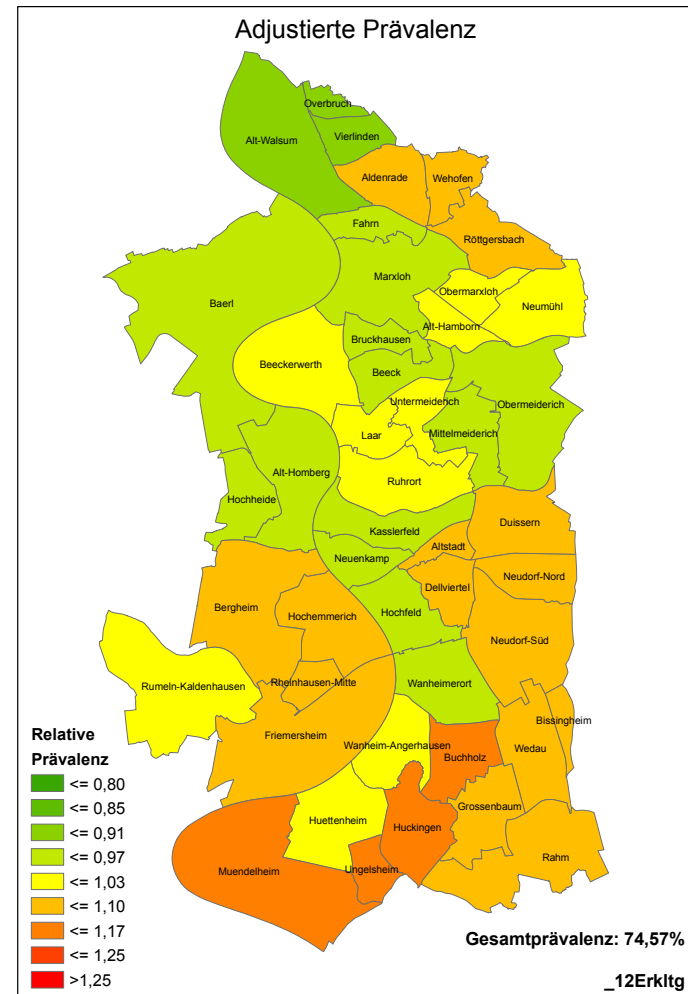 Adjustierte Prävalenz
Overbruch
Alt-Walsum
Vierlinden
Aldenrade
Wehofen
Fahrn
Röttgersbach
Marxloh
Obermarxloh
Neumühl
Baerl
Alt-Hamborn
Bruckhausen
Beeckerwerth
Beeck
Untermeiderich
Obermeiderich
Laar
Mittelmeiderich
Alt-Homberg
Ruhrort
Hochheide
Kasslerfeld
Duissern
Altstadt
Neuenkamp
Neudorf-Nord
Dellviertel
Bergheim
Hochemmerich
Hochfeld
Neudorf-Süd
Rumeln-Kaldenhausen
Rheinhausen-Mitte
Wanheimerort
Bissingheim
Friemersheim
Wanheim-Angerhausen
Wedau
Buchholz
Grossenbaum
Huettenheim
Huckingen
Rahm
Muendelheim
Ungelsheim
Relative
Prävalenz
<= 0,80
<= 0,85
<= 0,91
<= 0,97
<= 1,03
<= 1,10
<= 1,17
<= 1,25
>1,25
Gesamtprävalenz: 74,57%
_12Erkltg